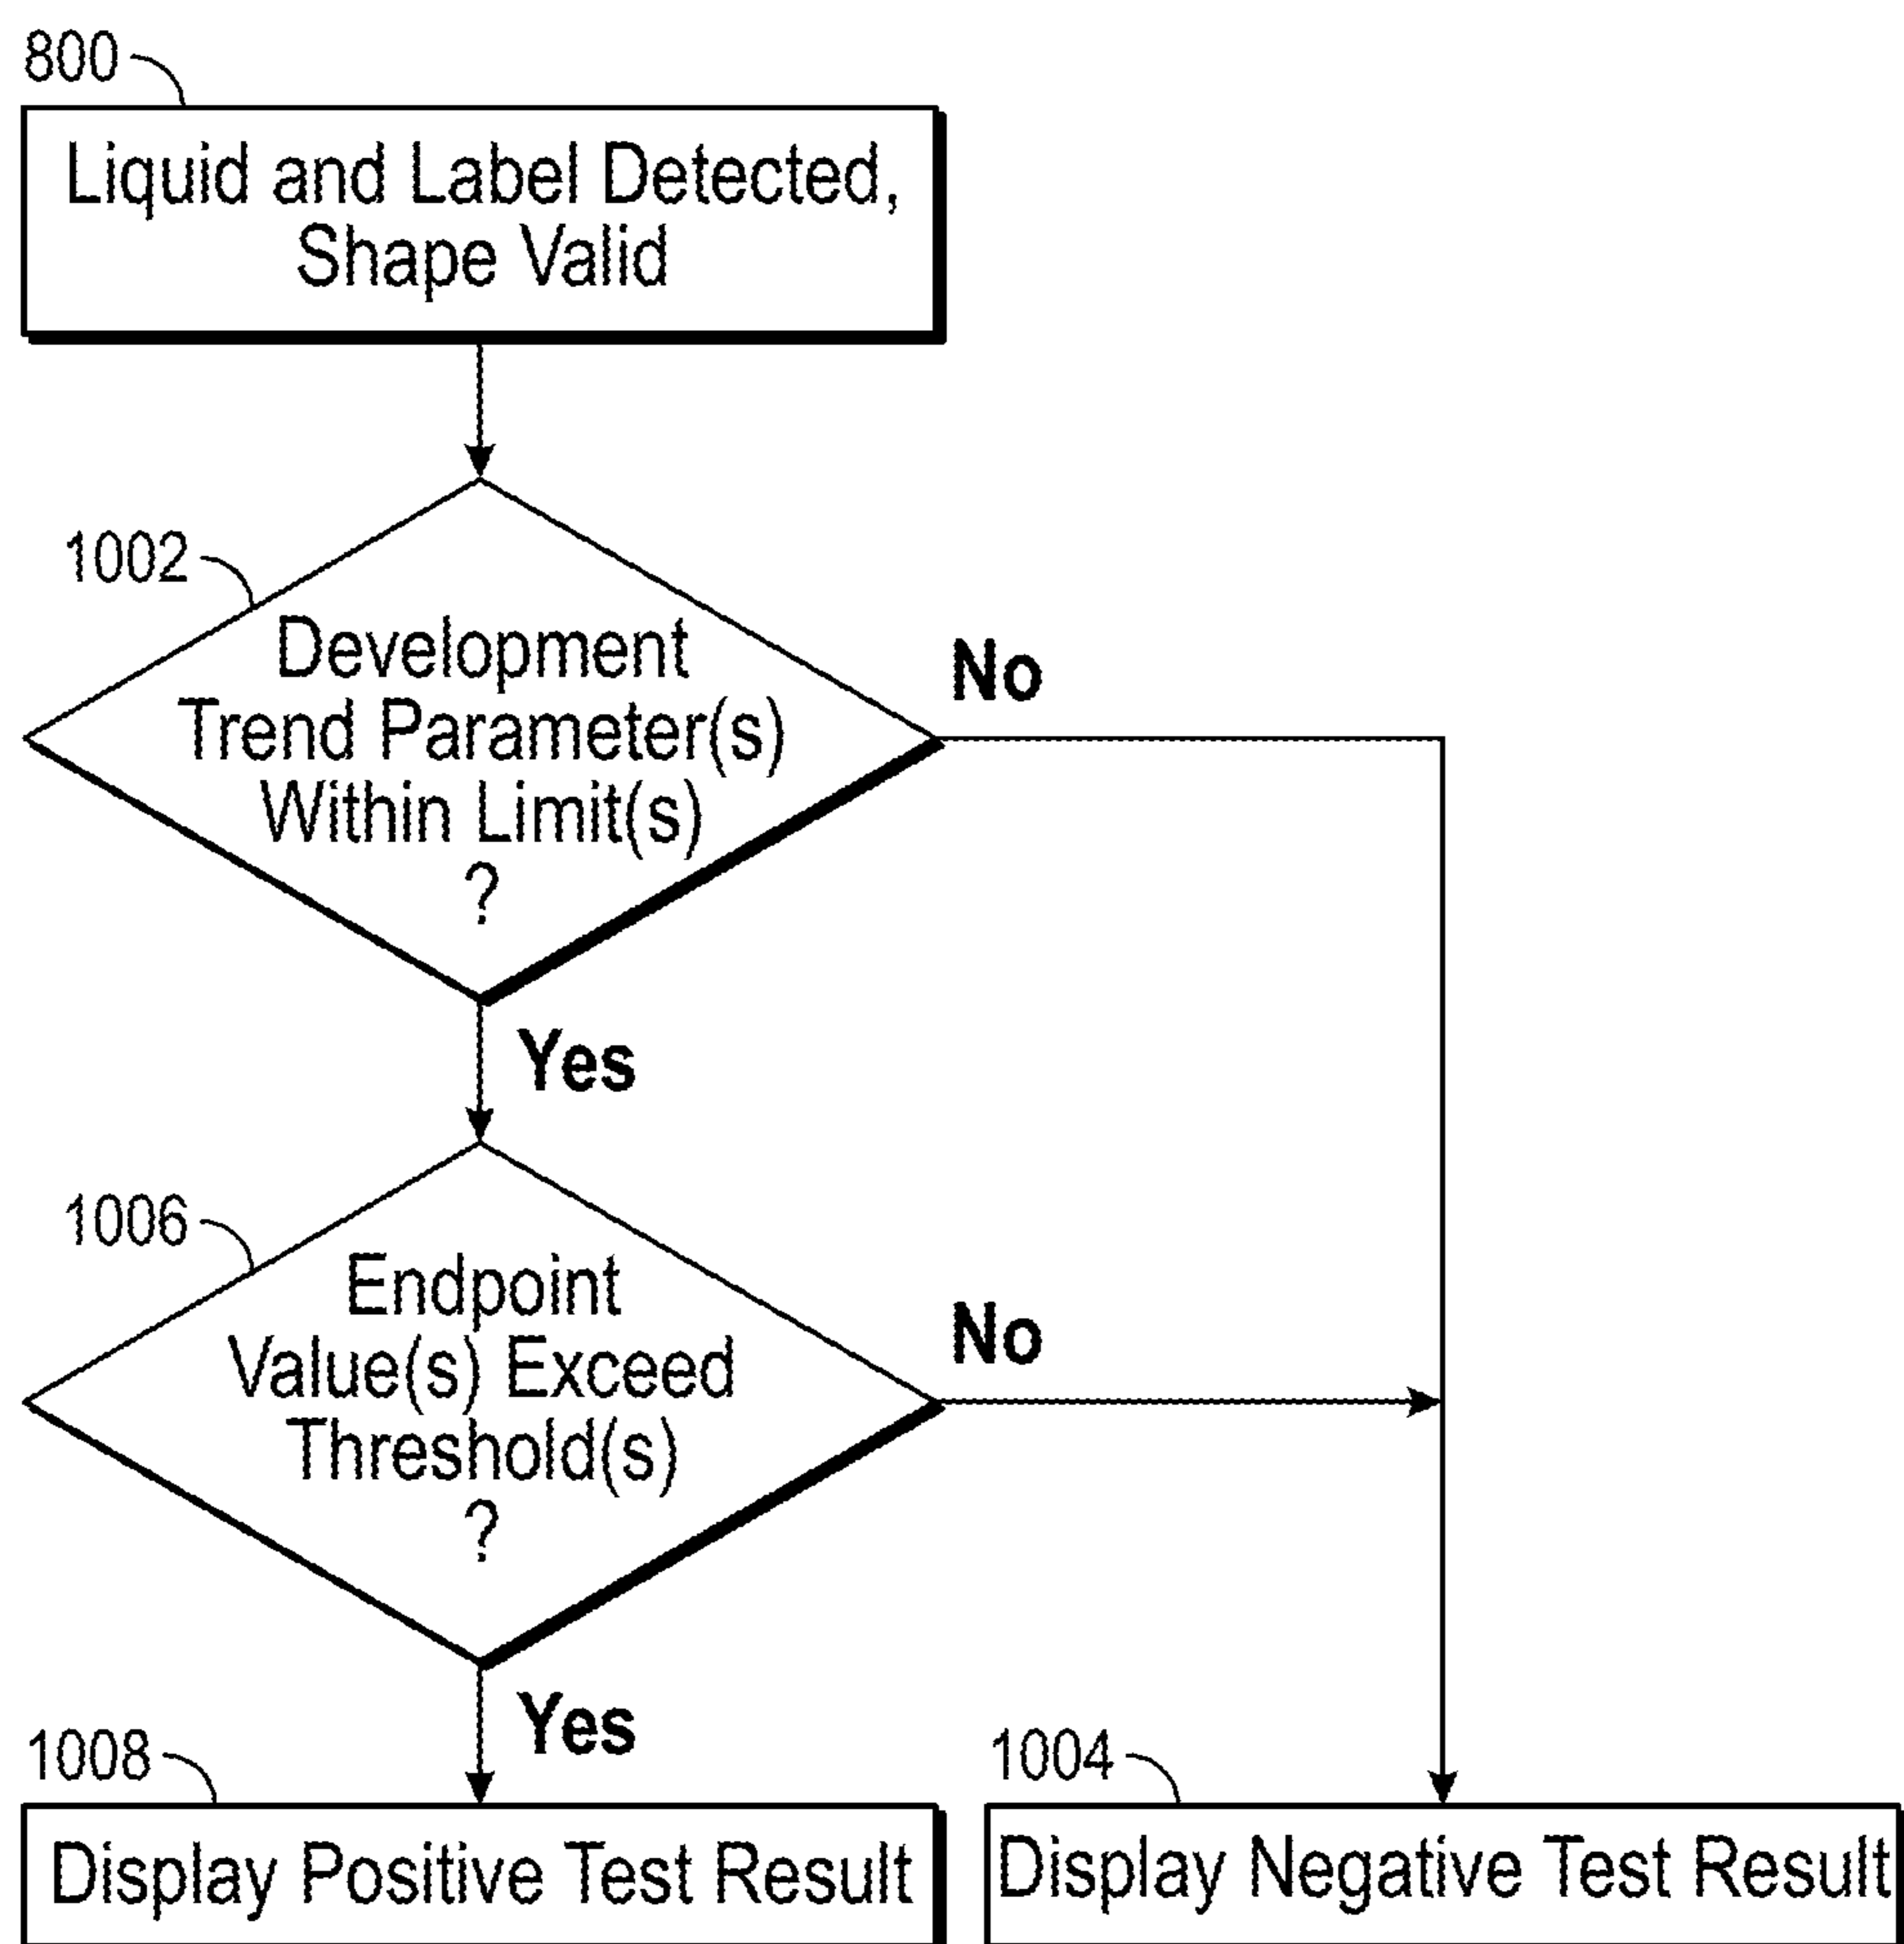 800
Liquid and Label Detected,
Shape Valid
1002
Development
Trend Parameter(s)
Within Limit(s)
?
No
Yes
1006
Endpoint
Value(s) Exceed
Threshold(s)
?
No
Yes
1008
Display Positive Test Result
1004
Display Negative Test Result